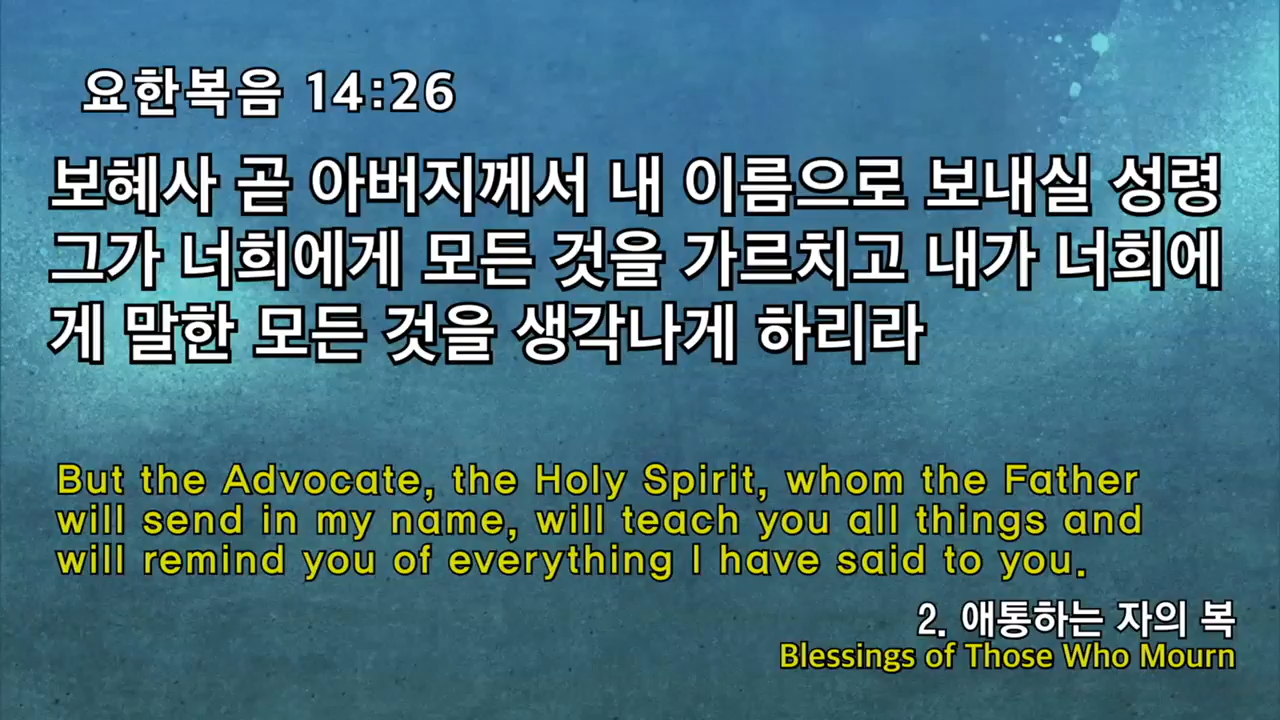 요한복음 14:26
보혜사 곧 아버지께서 내 이름으로 보내실 성령
그가 너희에게 모든 것을 가르치고 내가 너희에
게 말한 모든 것을 생각나게 하리라
But the Advocate, the Holy Spirit, whom the Father
will send in my name, will teach you all things and
will remind you of everything I have said to you.
2. 애통하는 자의 복
Blessings of Those Who Mourn